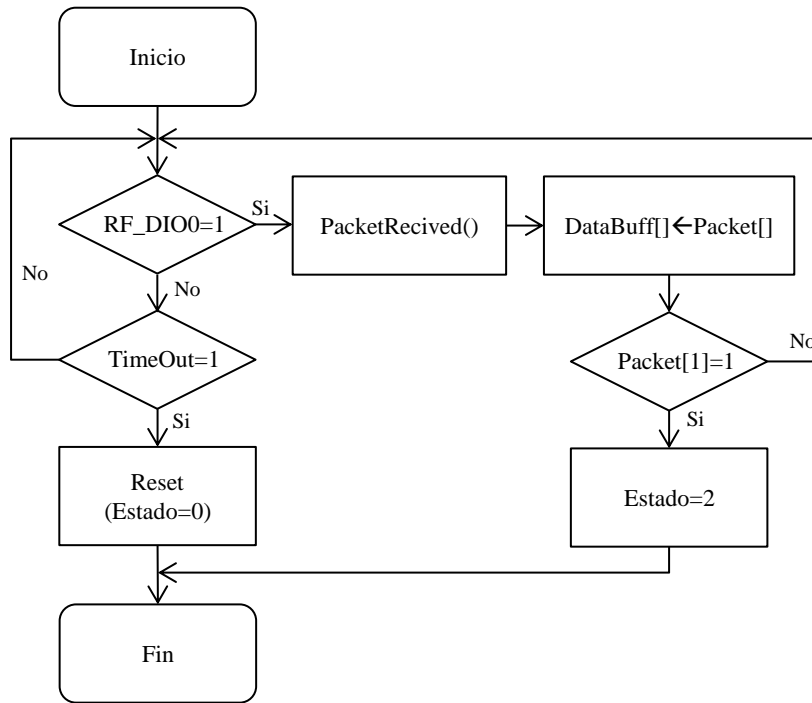 Inicio
RF_DIO0=1
Si
PacketRecived()
DataBuff[]←Packet[]
No
No
TimeOut=1
Packet[1]=1
No
Si
Si
Reset
(Estado=0)
Estado=2
Fin